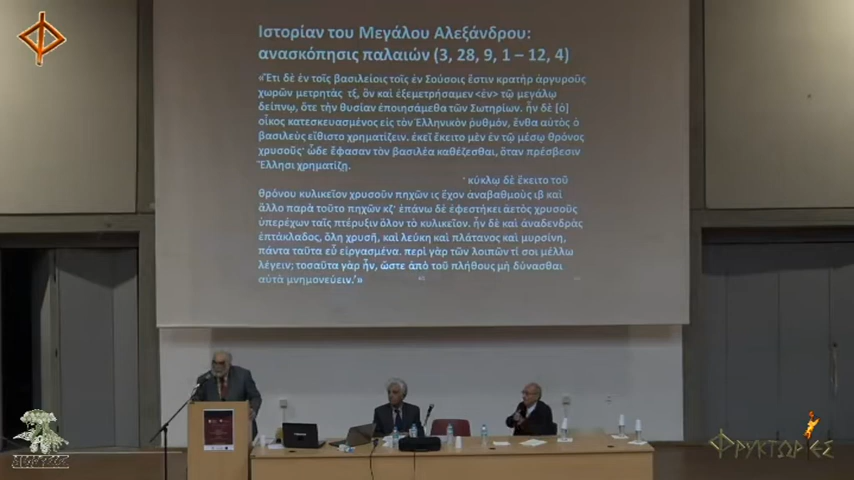 Ιστορίαν του Μεγάλου Αλεξάνδρου:
ανασκόπησις παλαιών (3, 28, 9, 1 – 12, 4)
«Ἔτι δὲ ἐν τοῖς βασιλείοις τοῖς ἐν Σούσοις ἔστιν κρατὴρ ἀργυροῦς
χωρῶν μετρητὰς τξ, ὃν καὶ ἐξεμετρήσαμεν <ἐν> τῷ μεγάλῳ
δείπνῳ, ὅτε τὴν θυσίαν ἐποιησάμεθα τῶν Σωτηρίων. ἦν δὲ [ὁ]
οἶκος κατεσκευασμένος εἰς τὸν Ἑλληνικὸν ῥυθμόν, ἔνθα αὐτὸς ὁ
βασιλεὺς εἴθιστο χρηματίζειν. ἐκεῖ ἔκειτο μὲν ἐν τῷ μέσῳ θρόνος
χρυσοῦς· ὧδε ἔφασαν τὸν βασιλέα καθέζεσθαι, ὅταν πρέσβεσιν
Ἕλλησι χρηματίζῃ.
· κύκλῳ δὲ ἔκειτο τοῦ
θρόνου κυλικεῖον χρυσοῦν πηχῶν ις ἔχον ἀναβαθμοὺς ιβ καὶ
ἄλλο παρὰ τοῦτο πηχῶν κζ· ἐπάνω δὲ ἐφεστήκει ἀετὸς χρυσοῦς
ὑπερέχων ταῖς πτέρυξιν ὅλον τὸ κυλικεῖον. ἦν δὲ καὶ ἀναδενδρὰς
ἑπτάκλαδος, ὅλη χρυσῆ, καὶ λεύκη καὶ πλάτανος καὶ μυρσίνη,
πάντα ταῦτα εὖ εἰργασμένα. περὶ γὰρ τῶν λοιπῶν τί σοι μέλλω
λέγειν; τοσαῦτα γὰρ ἦν, ὥστε ἀπὸ τοῦ πλήθους μὴ δύνασθαι
αὐτὰ μνημονεύειν.'»
ΦΡΥΚΤΩΡΙΕΣ